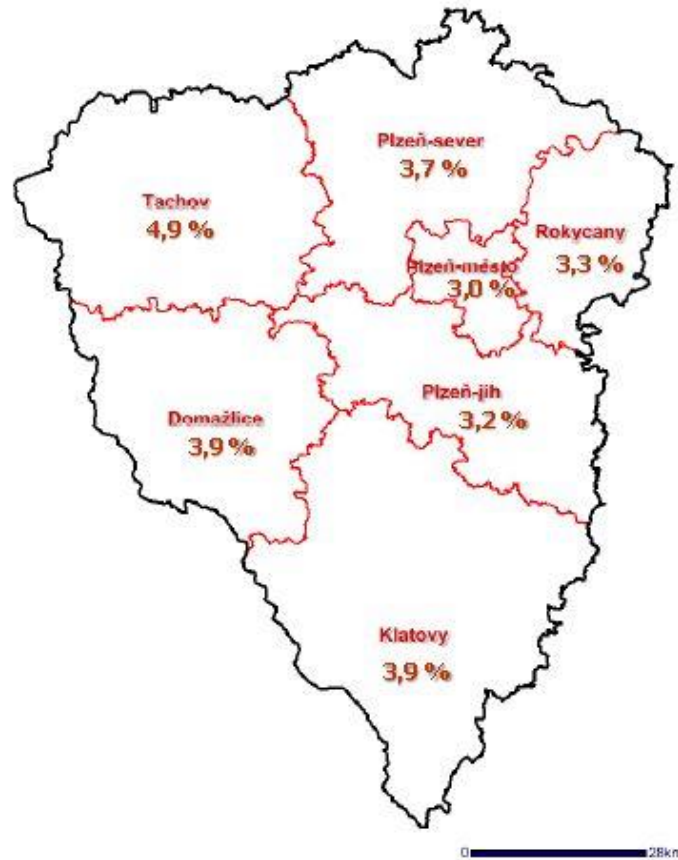 Plzeň-sever
3,7 %
Tachov
4,9 %
Rokycany
3,3 %
Plzeň-město
3,0 %
Plzeň-jih
3,2 %
Domažlice
3,9 %
Klatovy
3,9 %
0 28km